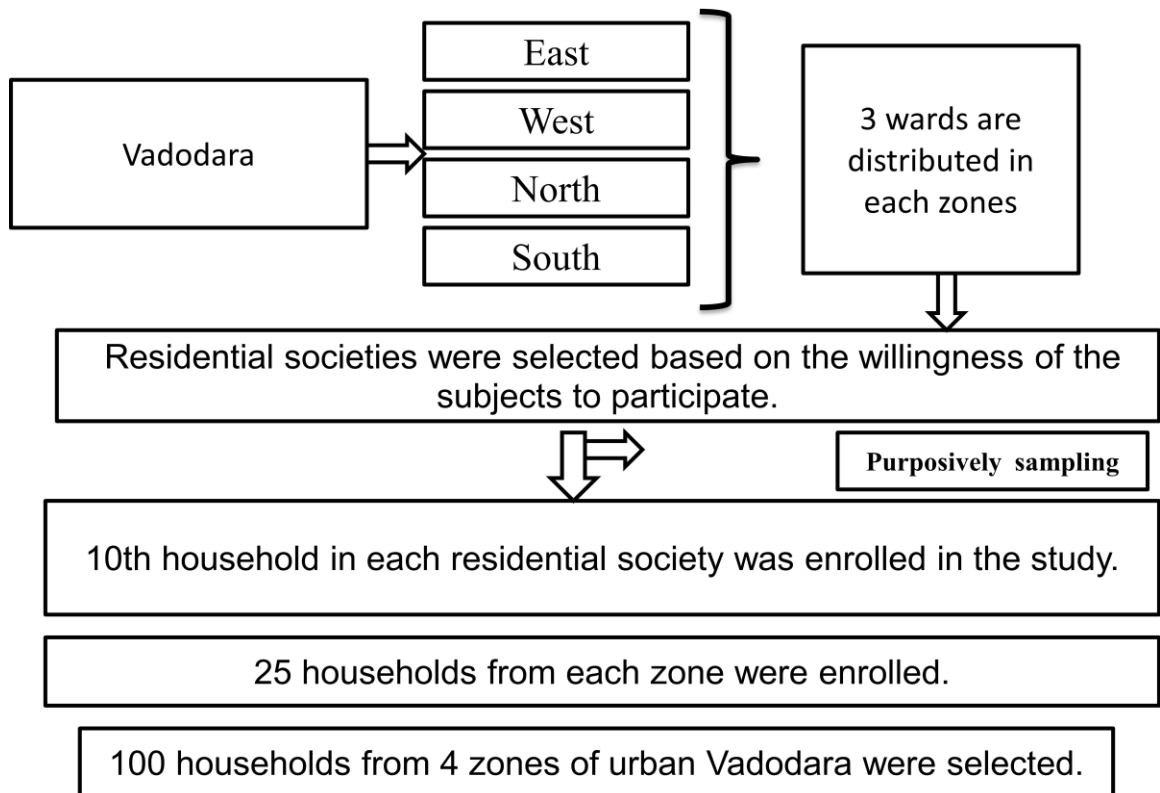 Vadodara
East
West
North
South
3 wards are
distributed in
each zones
Residential societies were selected based on the willingness of the
subjects to participate.
Purposively sampling
10th household in each residential society was enrolled in the study.
25 households from each zone were enrolled.
100 households from 4 zones of urban Vadodara were selected.